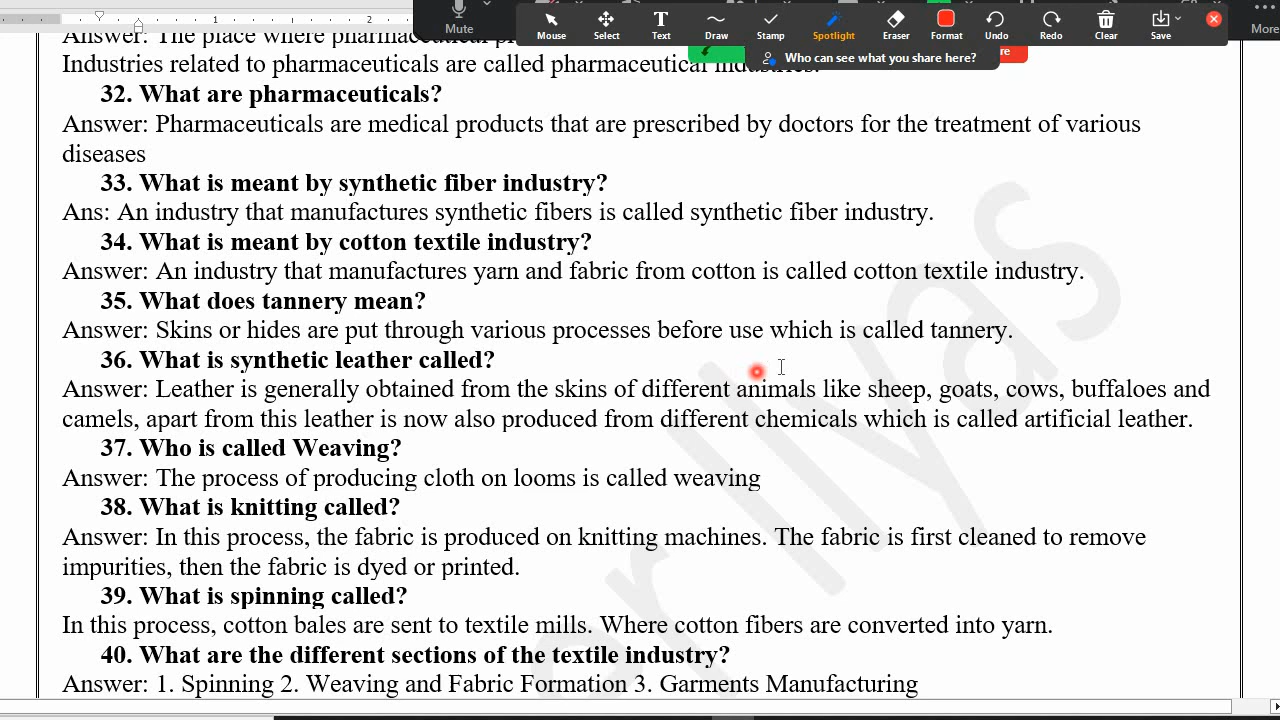 1 2
Mute Mouse Select Text Draw Stamp Spotlight Eraser Format Undo Redo Clear Save More
Who can see what you share here?
Answer: The place where pharmaceutical
Industries related to pharmaceuticals are called pharmaceutical industries.
32. What are pharmaceuticals?
Answer: Pharmaceuticals are medical products that are prescribed by doctors for the treatment of various
diseases
33. What is meant by synthetic fiber industry?
Ans: An industry that manufactures synthetic fibers is called synthetic fiber industry.
34. What is meant by cotton textile industry?
Answer: An industry that manufactures yarn and fabric from cotton is called cotton textile industry.
35. What does tannery mean?
Answer: Skins or hides are put through various processes before use which is called tannery.
36. What is synthetic leather called?
Answer: Leather is generally obtained from the skins of different animals like sheep, goats, cows, buffaloes and
camels, apart from this leather is now also produced from different chemicals which is called artificial leather.
37. Who is called Weaving?
Answer: The process of producing cloth on looms is called weaving
38. What is knitting called?
Answer: In this process, the fabric is produced on knitting machines. The fabric is first cleaned to remove
impurities, then the fabric is dyed or printed.
39. What is spinning called?
In this process, cotton bales are sent to textile mills. Where cotton fibers are converted into yarn.
40. What are the different sections of the textile industry?
Answer: 1. Spinning 2. Weaving and Fabric Formation 3. Garments Manufacturing